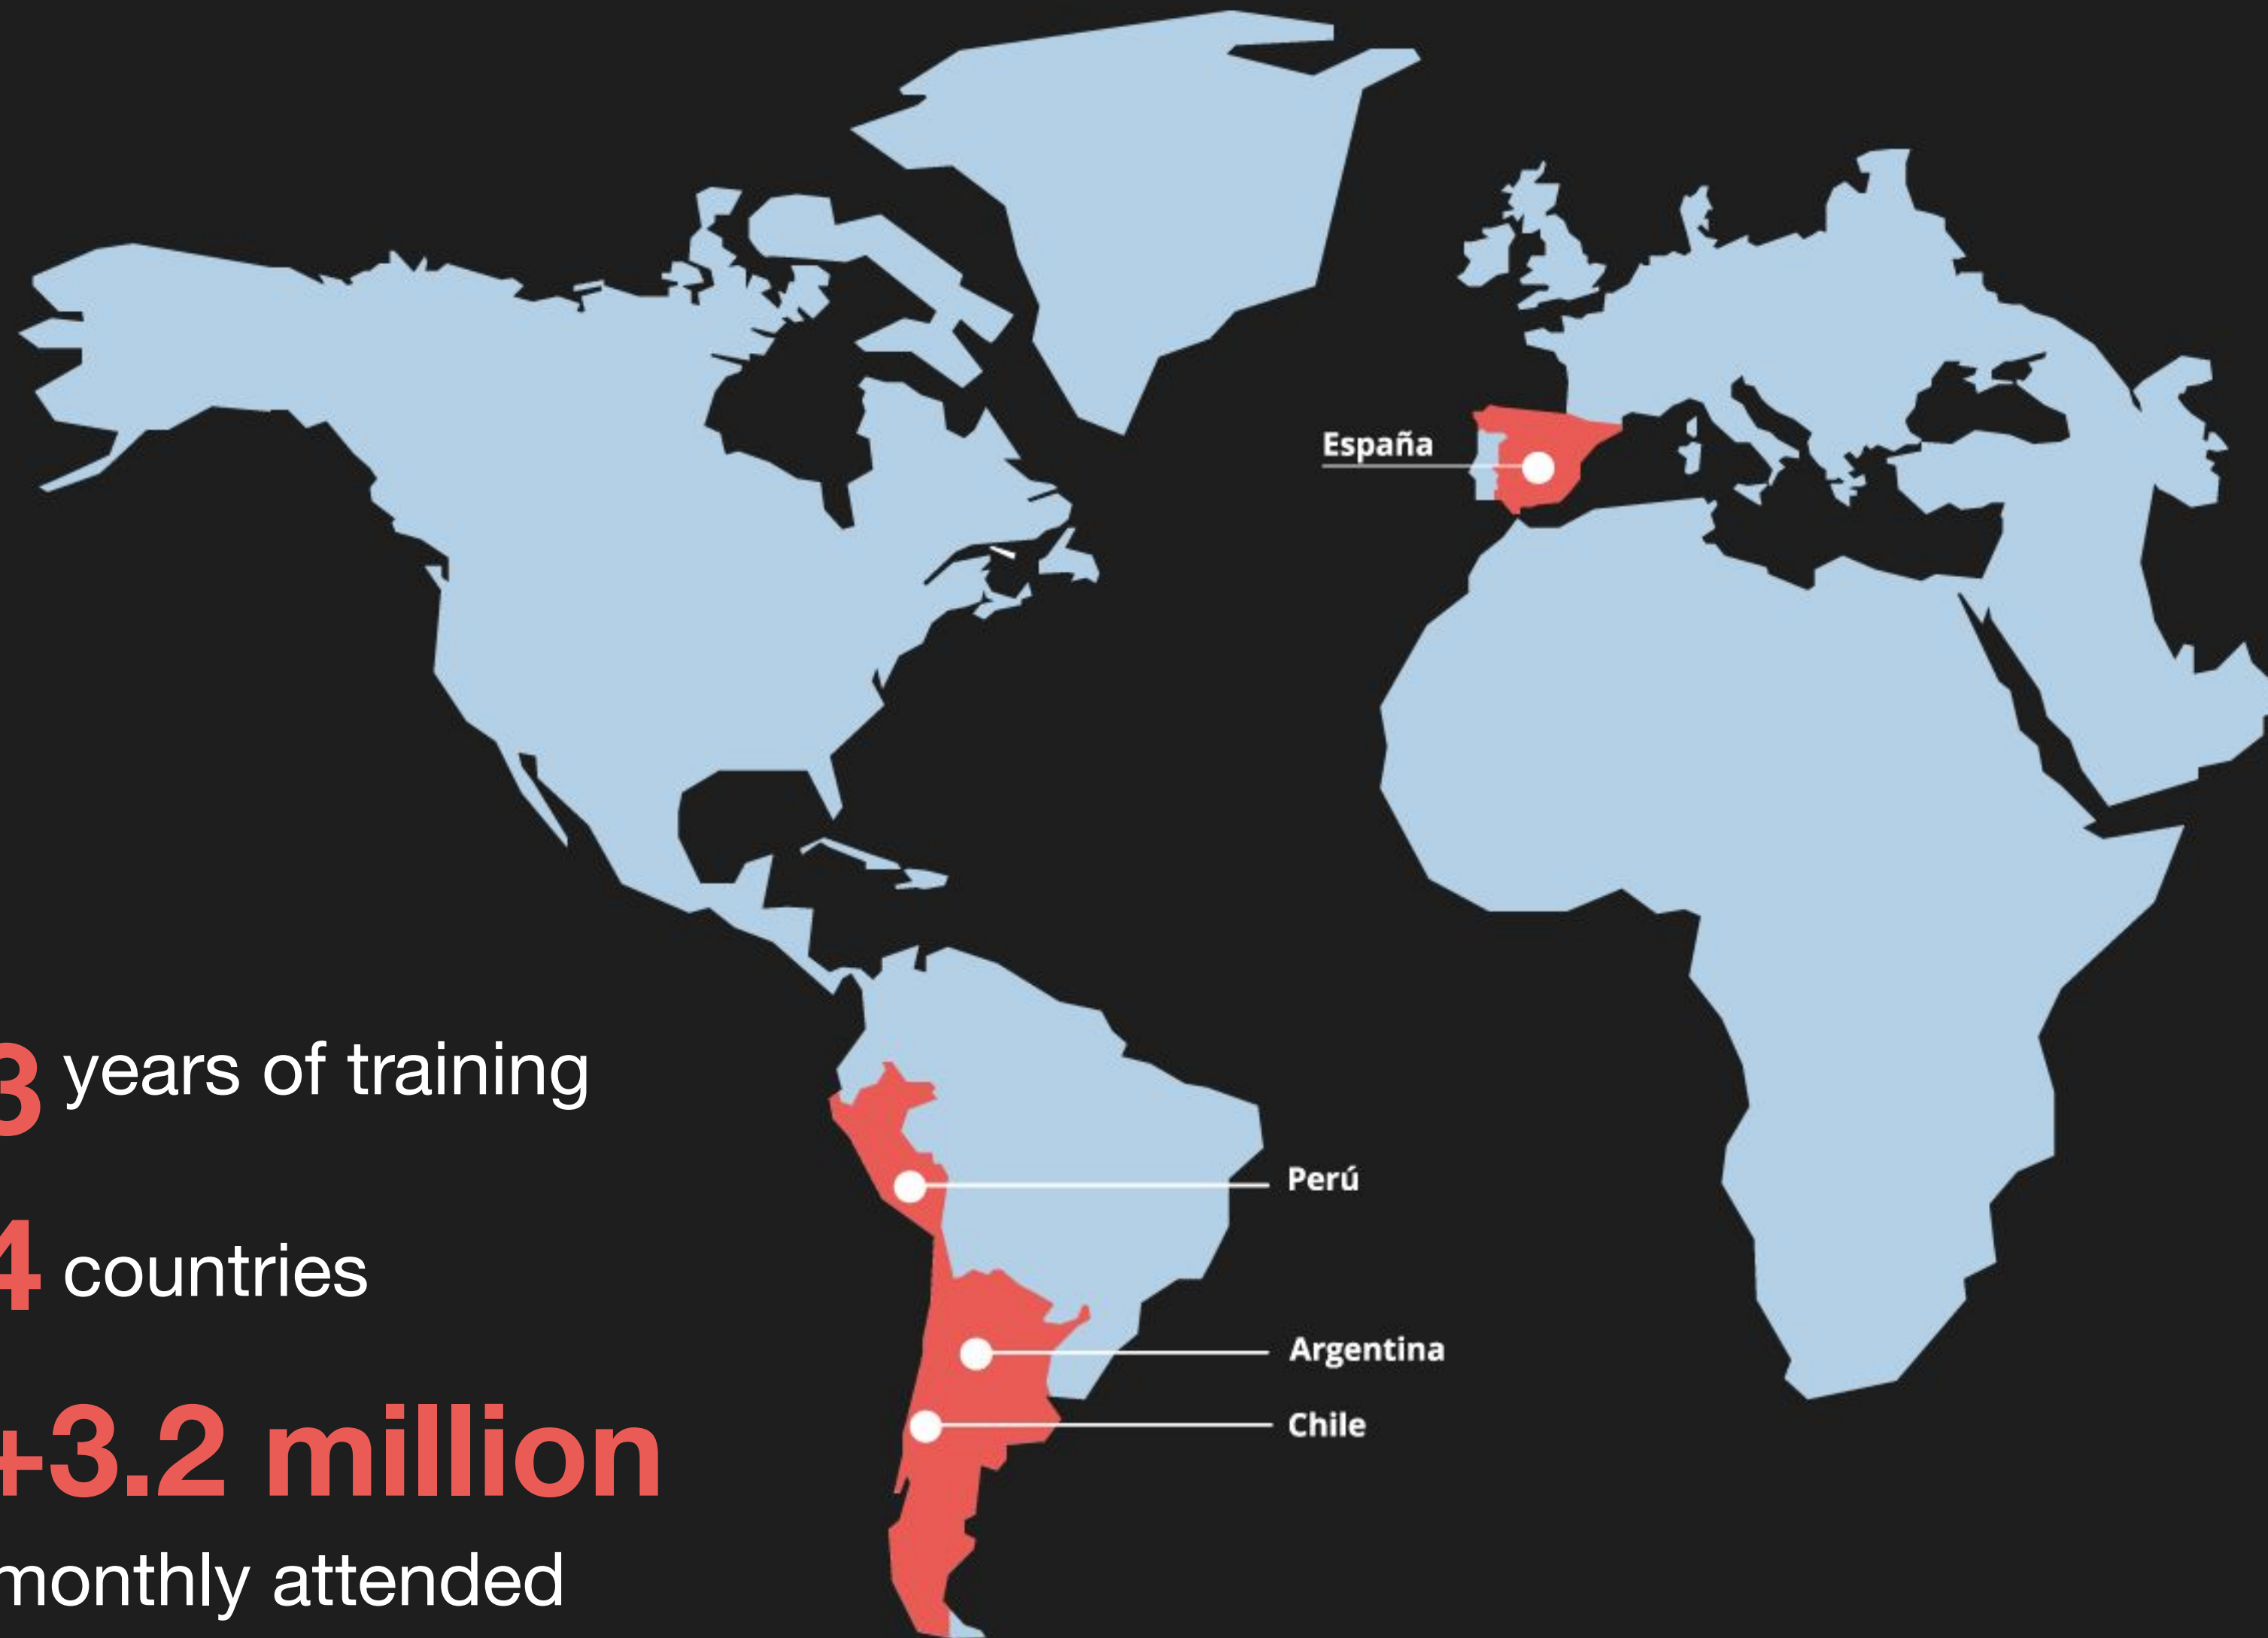 España
3 years of training
Perú
4 countries
Argentina
Chile
+3.2 million
monthly attended